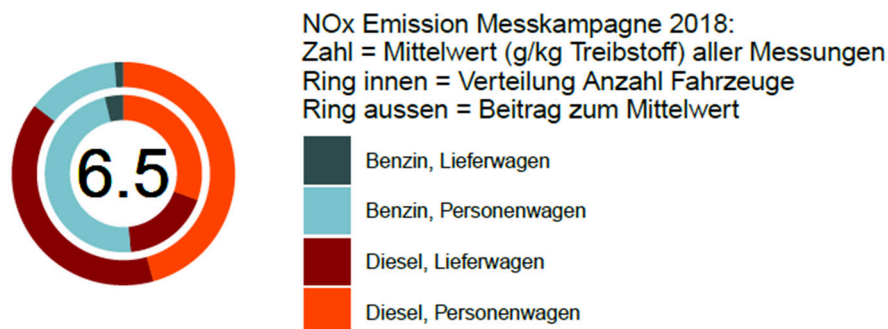 6.5
NOx Emission Messkampagne 2018:
Zahl = Mittelwert (g/kg Treibstoff) aller Messungen
Ring innen = Verteilung Anzahl Fahrzeuge
Ring aussen = Beitrag zum Mittelwert
Benzin, Lieferwagen
Benzin, Personenwagen
Diesel, Lieferwagen
Diesel, Personenwagen